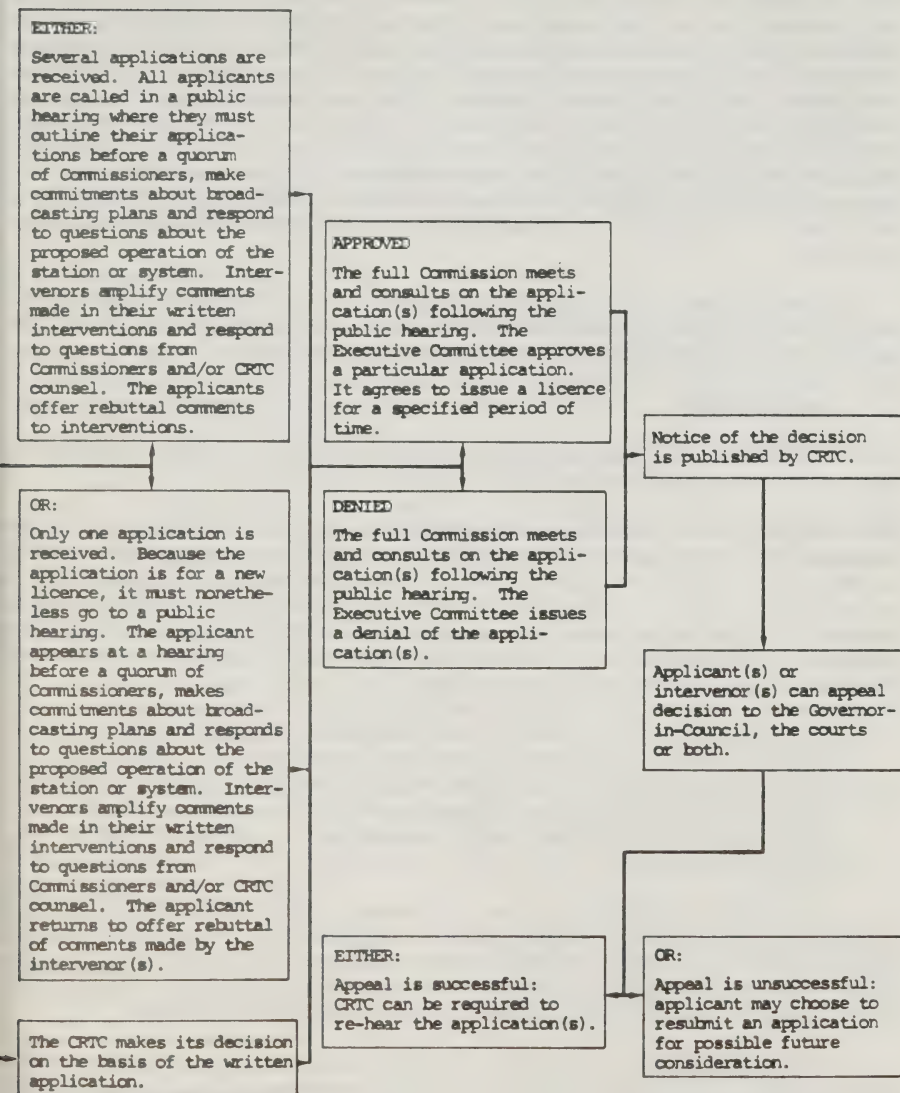 EITHER:
Several applications are
received. All applicants
are called in a public
hearing where they must
outline their applica-
tions before a quorum
of Commissioners, make
commitments about broad-
casting plans and respond
to questions about the
proposed operation of the
station or system. Inter-
venors amplify comments
made in their written
interventions and respond
to questions from
Commissioners and/or CRTC
counsel. The applicants
offer rebuttal comments
to interventions.
OR:
Only one application is
received. Because the
application is for a new
licence, it must nonethe-
less go to a public
hearing. The applicant
appears at a hearing
before a quorum of
Commissioners, makes
commitments about broad-
casting plans and responds
to questions about the
proposed operation of the
station or system. Inter-
venors amplify comments
made in their written
interventions and respond
to questions from
Commissioners and/or CRTC
counsel. The applicant
returns to offer rebuttal
of comments made by the
intervenor(s).
The CRTC makes its decision
on the basis of the written
application.
APPROVED
The full Commission meets
and consults on the appli-
cation(s) following the
public hearing. The
Executive Committee approves
a particular application.
It agrees to issue a licence
for a specified period of
time.
DENIED
The full Commission meets
and consults on the appli-
cation(s) following the
public hearing. The
Executive Committee issues
a denial of the appli-
cation(s).
Notice of the decision
is published by CRTC.
Applicant(s) or
intervenor(s) can appeal
decision to the Governor-
in-Council, the courts
or both.
EITHER:
Appeal is successful:
CRTC can be required to
re-hear the application(s).
OR:
Appeal is unsuccessful:
applicant may choose to
resubmit an application
for possible future
consideration.